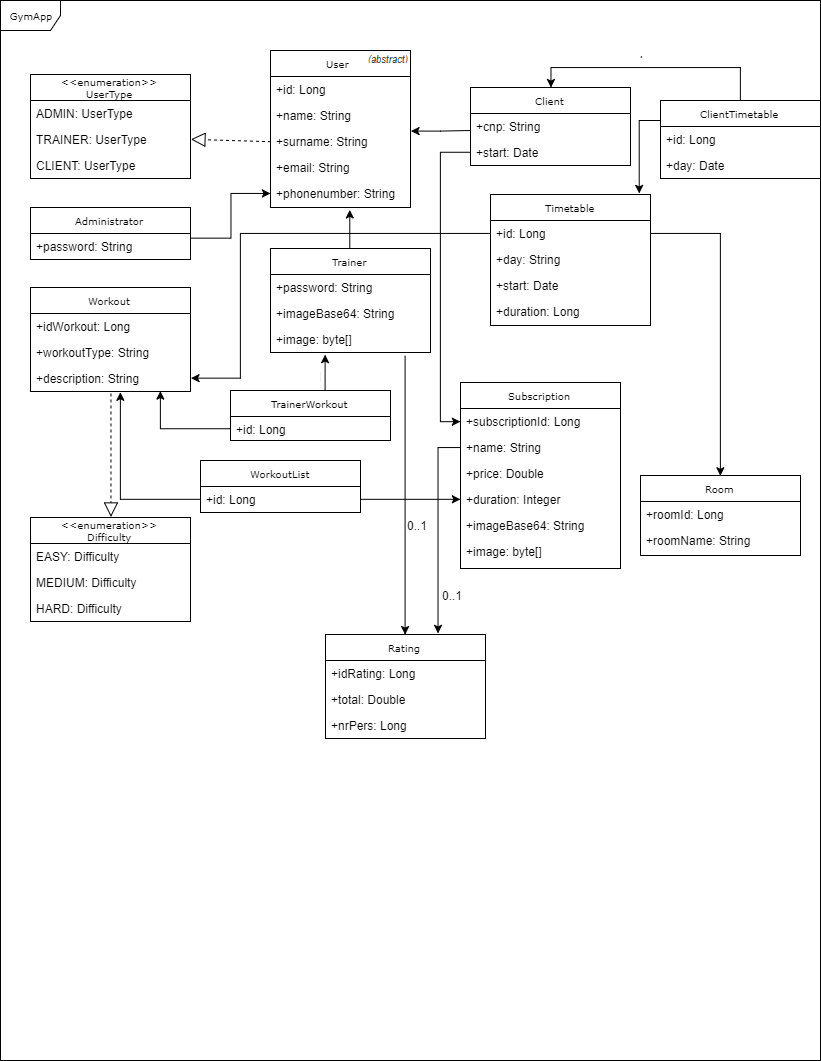 GymApp
<<enumeration>>
UserType
ADMIN: UserType
TRAINER: UserType
CLIENT: UserType
User
(abstract)
+id: Long
+name: String
+surname: String
+email: String
+phonenumber: String
Client
+cnp: String
+start: Date
ClientTimetable
+id: Long
+day: Date
Administrator
+password: String
Trainer
+password: String
+imageBase64: String
+image: byte[]
Timetable
+id: Long
+day: String
+start: Date
+duration: Long
Workout
+idWorkout: Long
+workoutType: String
+description: String
TrainerWorkout
+id: Long
WorkoutList
+id: Long
Subscription
+subscriptionId: Long
+name: String
+price: Double
+duration: Integer
+imageBase64: String
+image: byte[]
Room
+roomId: Long
+roomName: String
<<enumeration>>
Difficulty
EASY: Difficulty
MEDIUM: Difficulty
HARD: Difficulty
0..1
0..1
Rating
+idRating: Long
+total: Double
+nrPers: Long